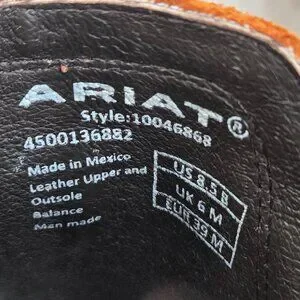 ARIAT®
Style:10046868
4500136882
Made in Mexico
Leather Upper and
Outsole
Balance
Man made
US 8.5 B
UK 6 M
EUR 39 M